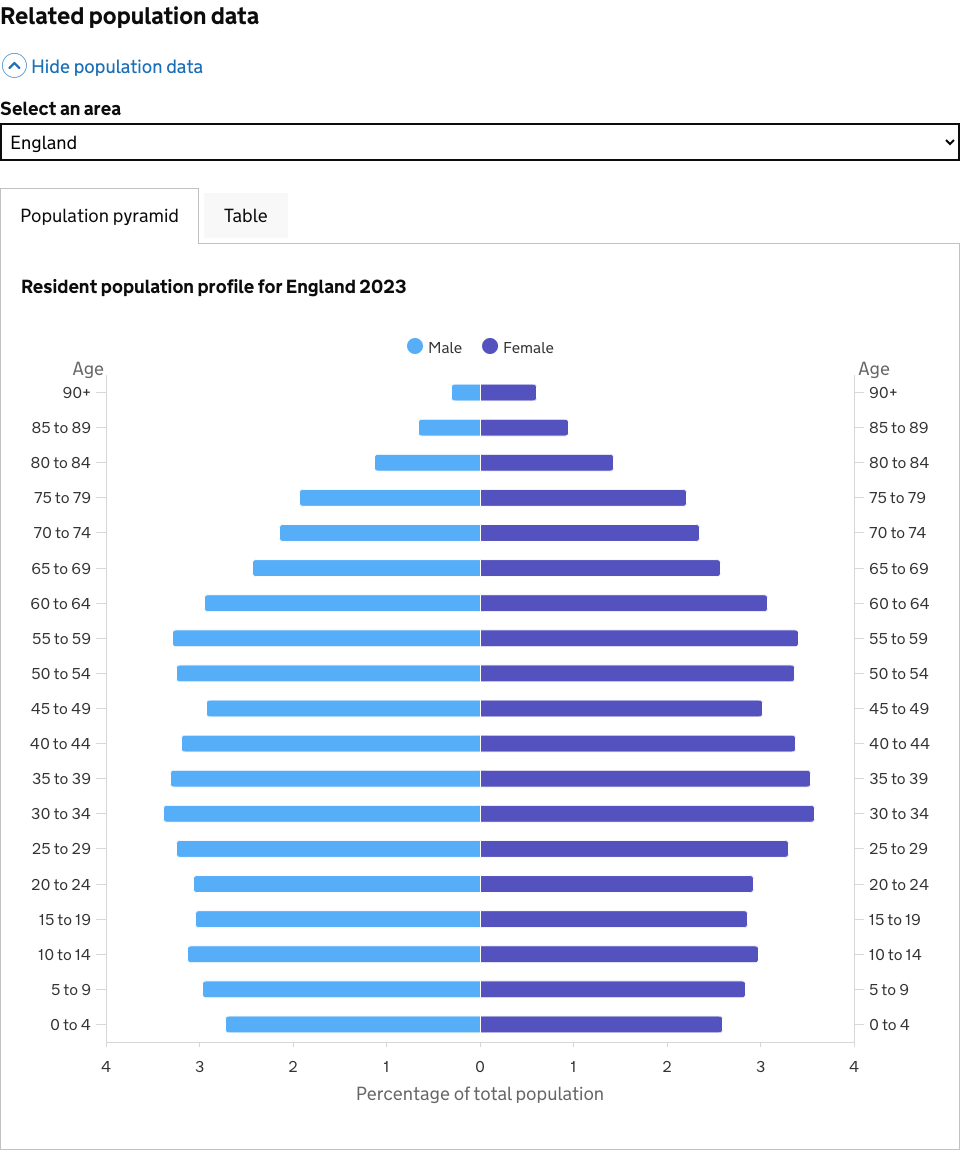 Related population data
Hide population data
Select an area
England
Population pyramid Table
Resident population profile for England 2023
Male Female
Age Age
90+ 90+
85 to 89 85 to 89
80 to 84 80 to 84
75 to 79 75 to 79
70 to 74 70 to 74
65 to 69 65 to 69
60 to 64 60 to 64
55 to 59 55 to 59
50 to 54 50 to 54
45 to 49 45 to 49
40 to 44 40 to 44
35 to 39 35 to 39
30 to 34 30 to 34
25 to 29 25 to 29
20 to 24 20 to 24
15 to 19 15 to 19
10 to 14 10 to 14
5 to 9 5 to 9
0 to 4 0 to 4
4 3 2 1 0 1 2 3 4
Percentage of total population